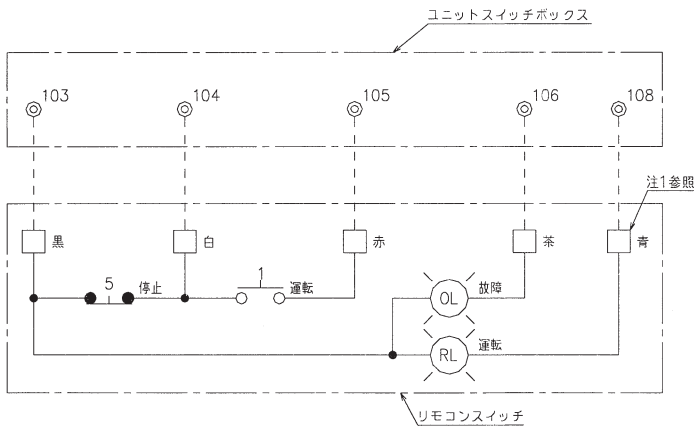 ユニットスイッチボックス
103
104
105
106
108
注1参照
黒
白
赤
茶
青
5
停止
1
運転
OL
故障
RL
運転
リモコンスイッチ